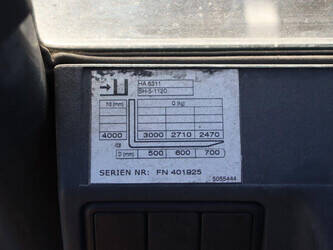 HA 6311
SH-5-1120
h3 (mm) Q (kg)
4000 3000 2710 2470
D (mm) 500 600 700
SERIEN NR: FN 401925
5055444